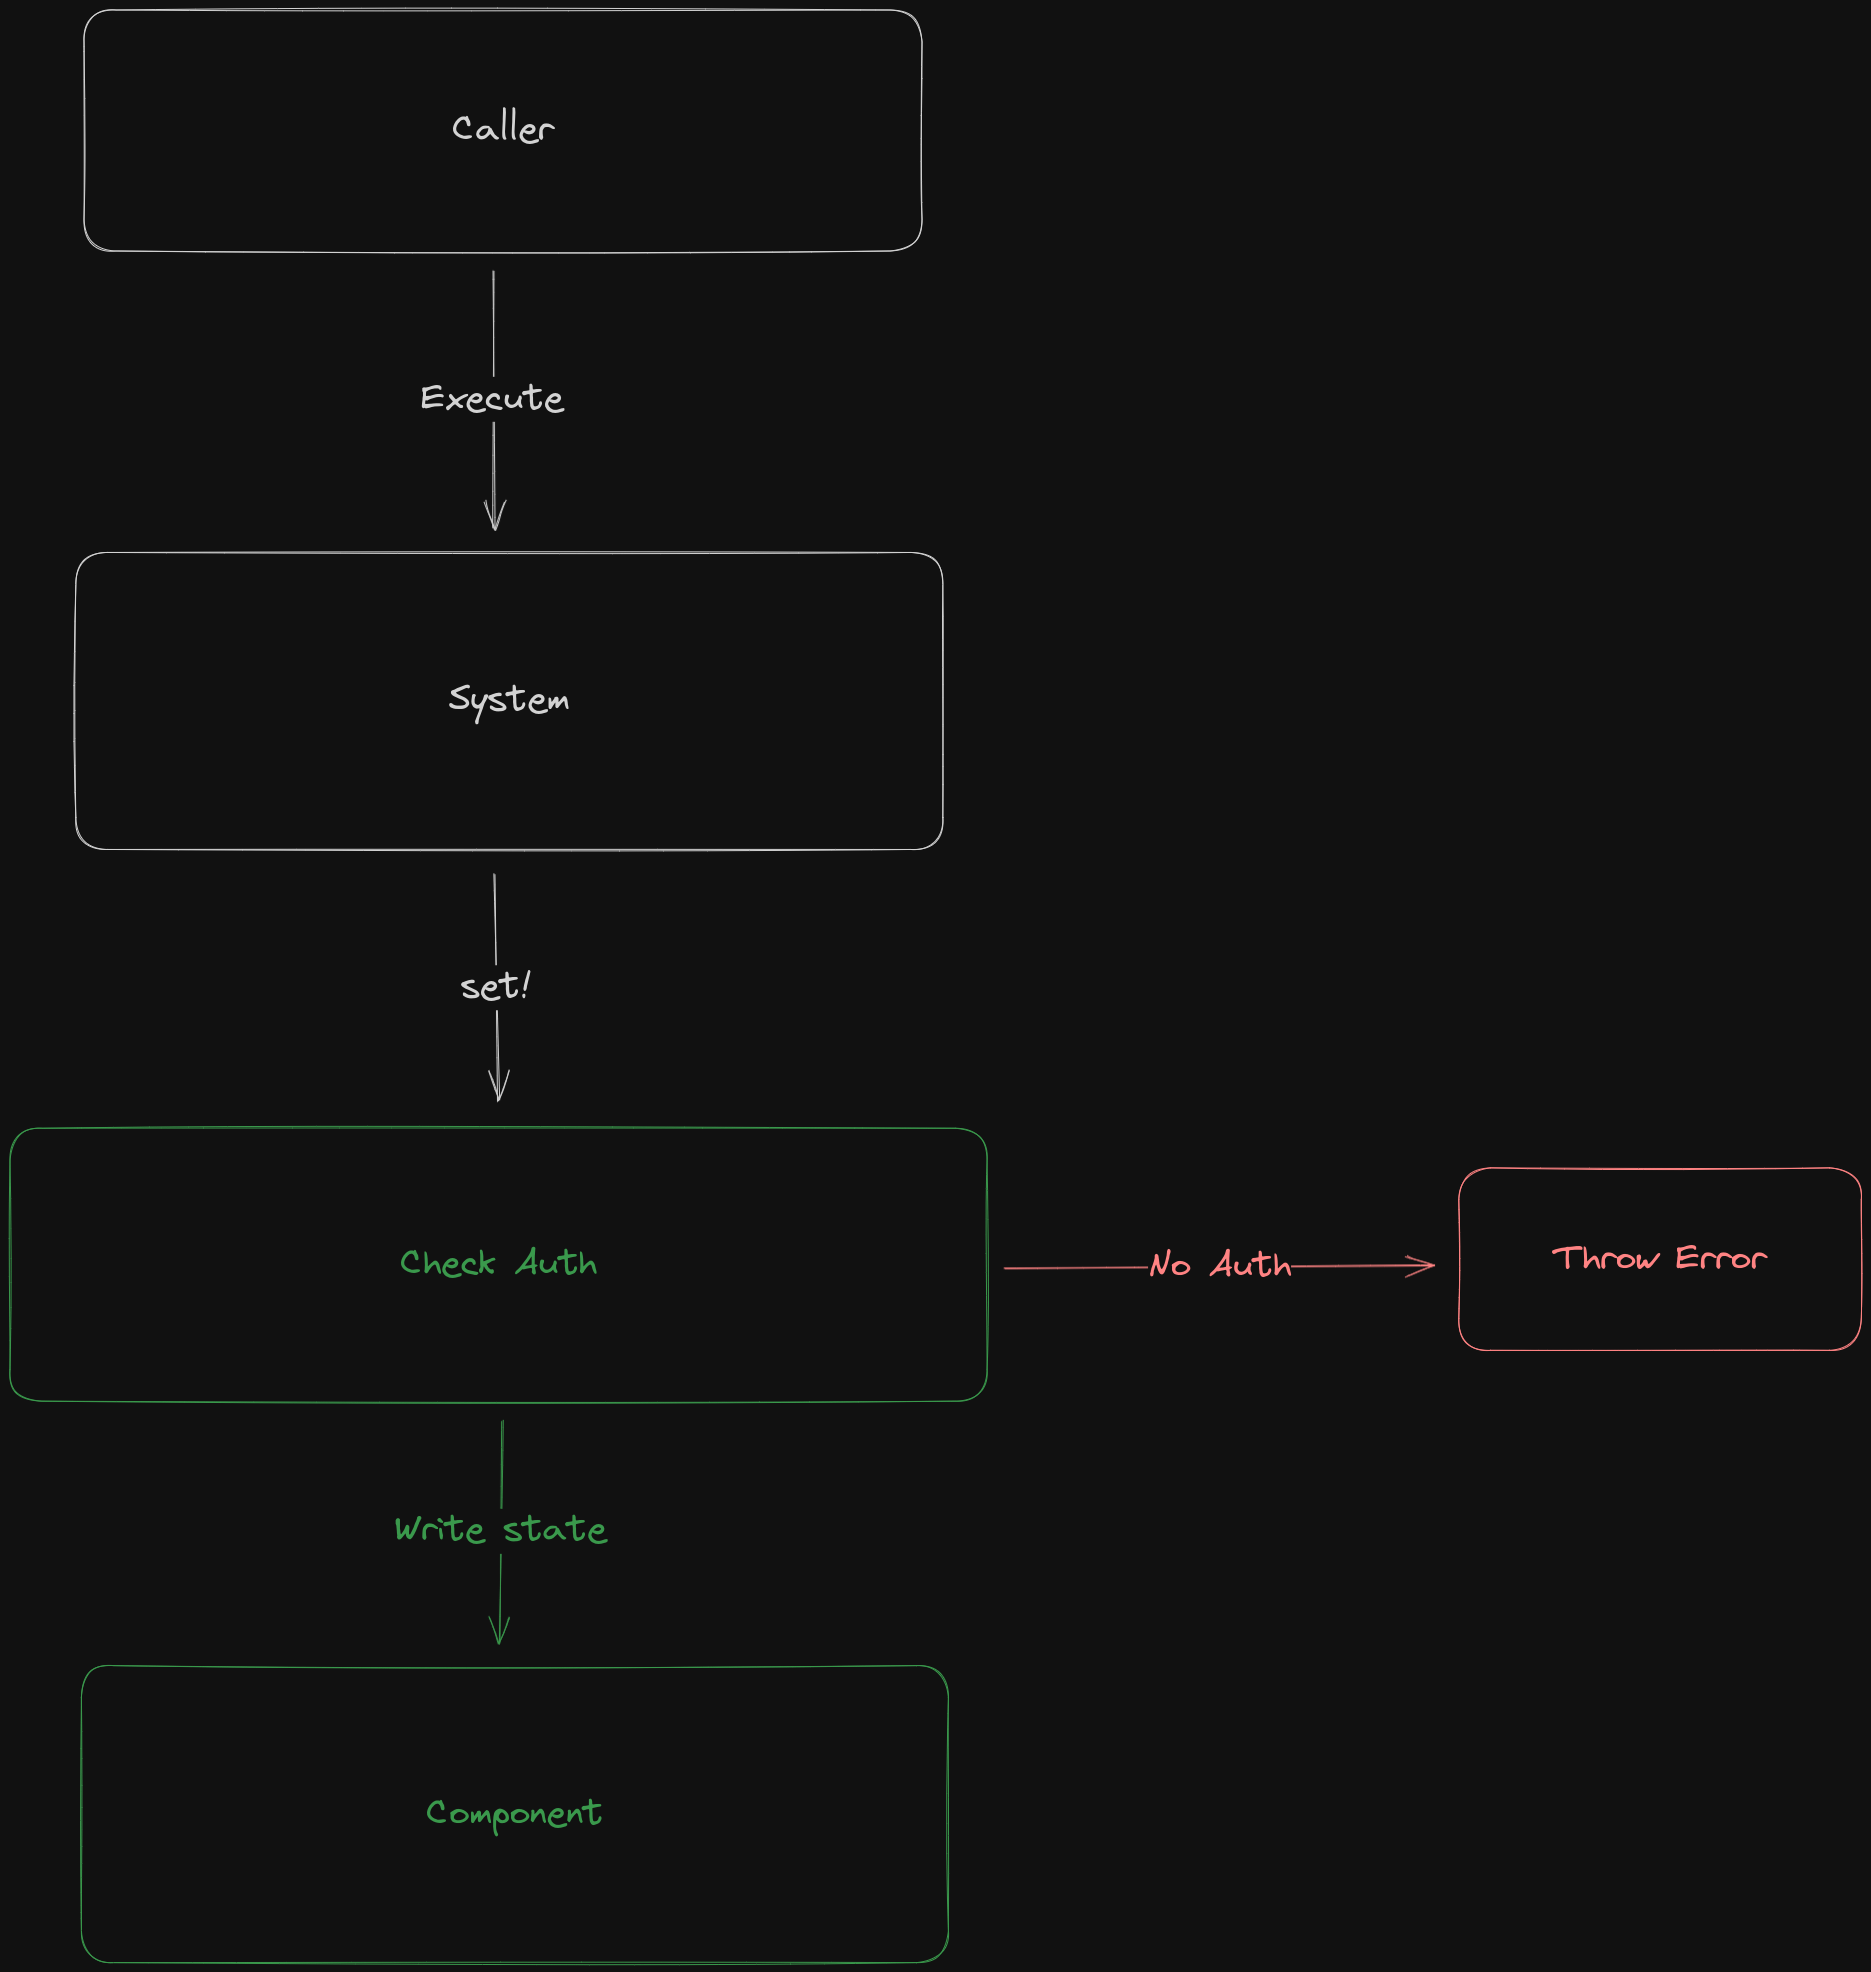 Caller
Execute
System
set!
Check Auth
No Auth
Throw Error
Write state
Component